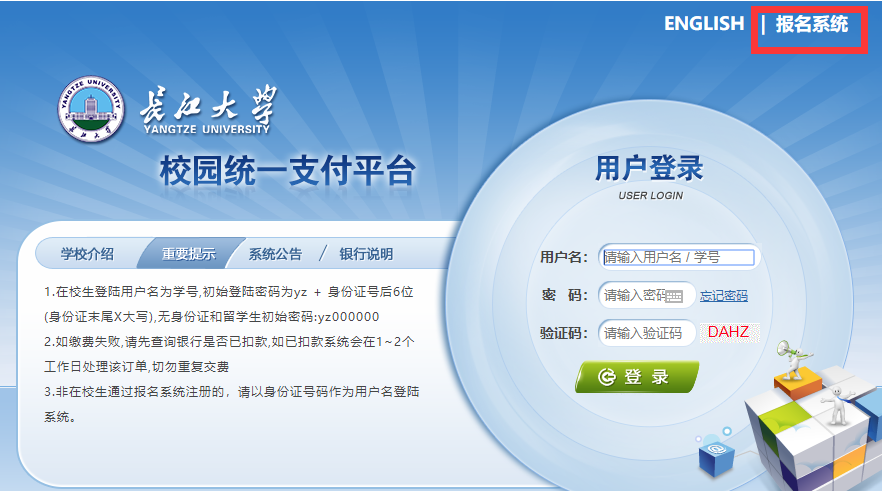 ENGLISH | 报名系统
YANGTZE UNIVERSITY
长江大学
长江大学
YANGTZE UNIVERSITY
校园统一支付平台
用户登录
USER LOGIN
学校介绍 重要提示 系统公告 / 银行说明
1.在校生登陆用户名为学号,初始登陆密码为yz + 身份证号后6位
(身份证末尾X大写),无身份证和留学生初始密码:yz000000
2.如缴费失败,请先查询银行是否已扣款,如已扣款系统会在1~2个
工作日处理该订单,切勿重复交费
3.非在校生通过报名系统注册的，请以身份证号码作为用户名登陆
系统。
用户名： 请输入用户名 / 学号
密 码： 请输入密码 忘记密码
验证码： 请输入验证码 DAHZ
登 录
@